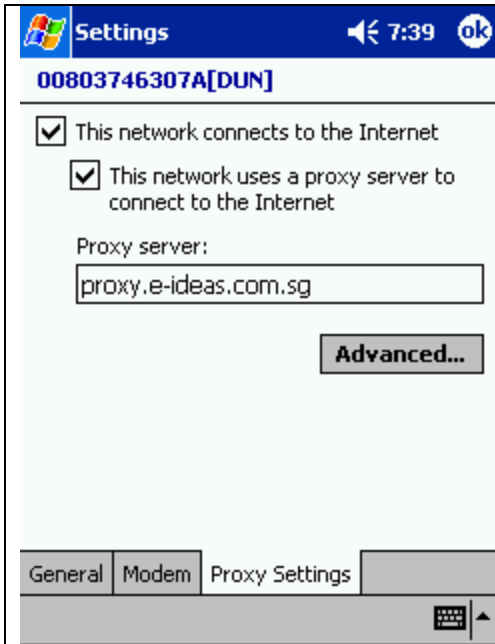 Settings 7:39 ok
00803746307A[DUN]
This network connects to the Internet
This network uses a proxy server to
connect to the Internet
Proxy server:
proxy.e-ideas.com.sg
Advanced...
General Modem Proxy Settings